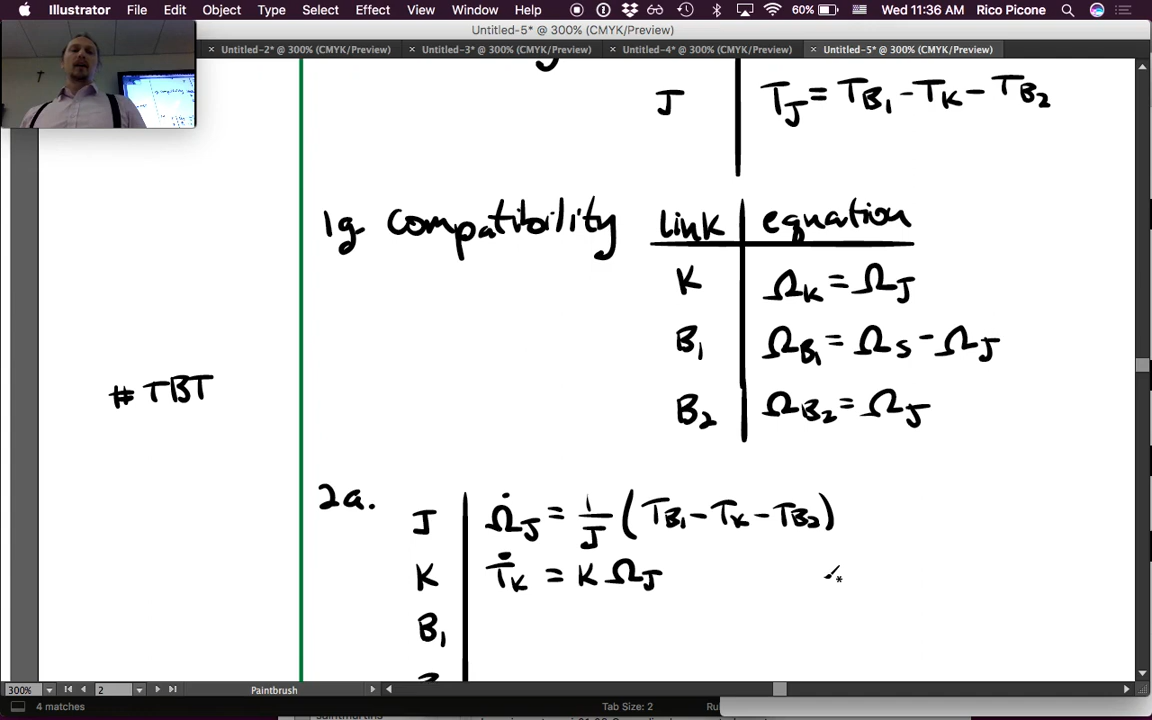 Illustrator File Edit Object Type Select Effect View Window Help 60% Wed 11:36 AM Rico Picone
Untitled-5* @ 300% (CMYK/Preview)
Untitled-2* @ 300% (CMYK/Preview) Untitled-3* @ 300% (CMYK/Preview) Untitled-4* @ 300% (CMYK/Preview) Untitled-5* @ 300% (CMYK/Preview)
J T_J = T_B₁ - T_K - T_B₂
1g. compatibility link equation
K Ω_K = Ω_J
B₁ Ω_B₁ = Ω_S - Ω_J
#TBT
B₂ Ω_B₂ = Ω_J
2a.
J Ω̇_J = 1/J (T_B₁ - T_K - T_B₂)
K Ṫ_K = K Ω_J
B₁
300% 2 Paintbrush
4 matches Tab Size: 2